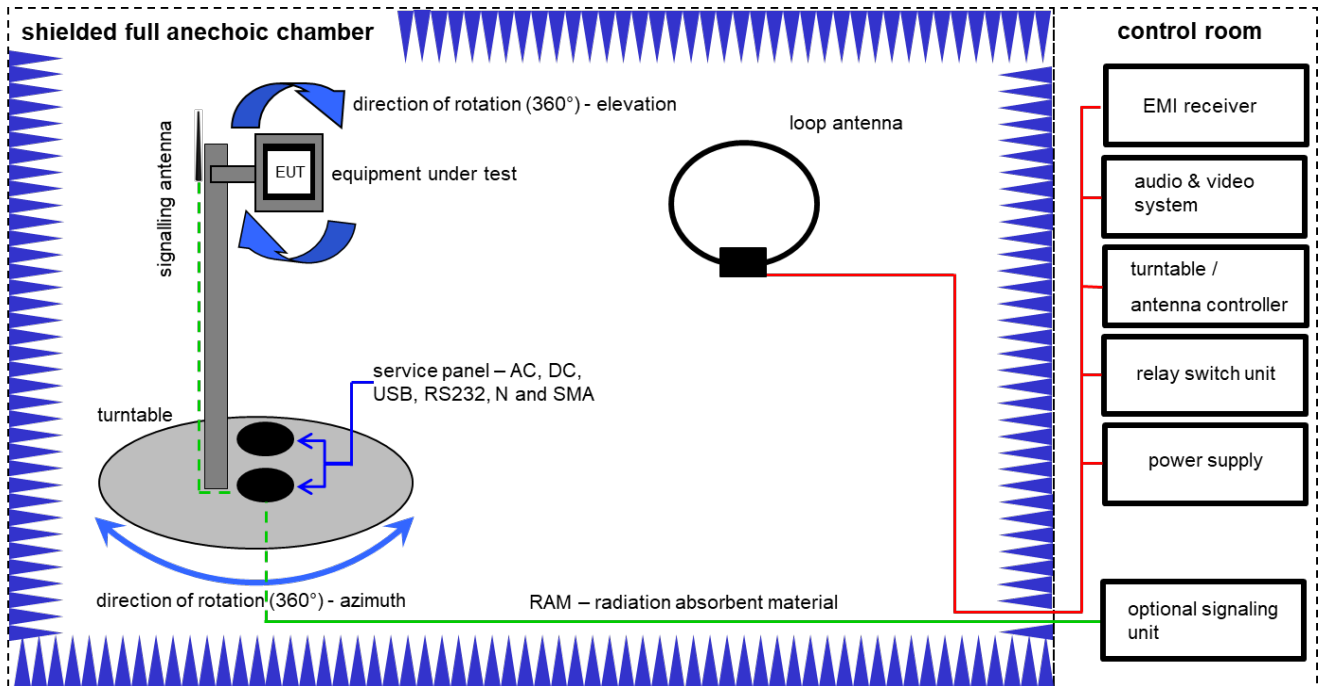 shielded full anechoic chamber
control room
direction of rotation (360°) - elevation
signalling antenna
EUT
equipment under test
loop antenna
EMI receiver
audio & video
system
turntable /
antenna controller
relay switch unit
power supply
service panel – AC, DC,
USB, RS232, N and SMA
turntable
direction of rotation (360°) - azimuth
RAM – radiation absorbent material
optional signaling
unit